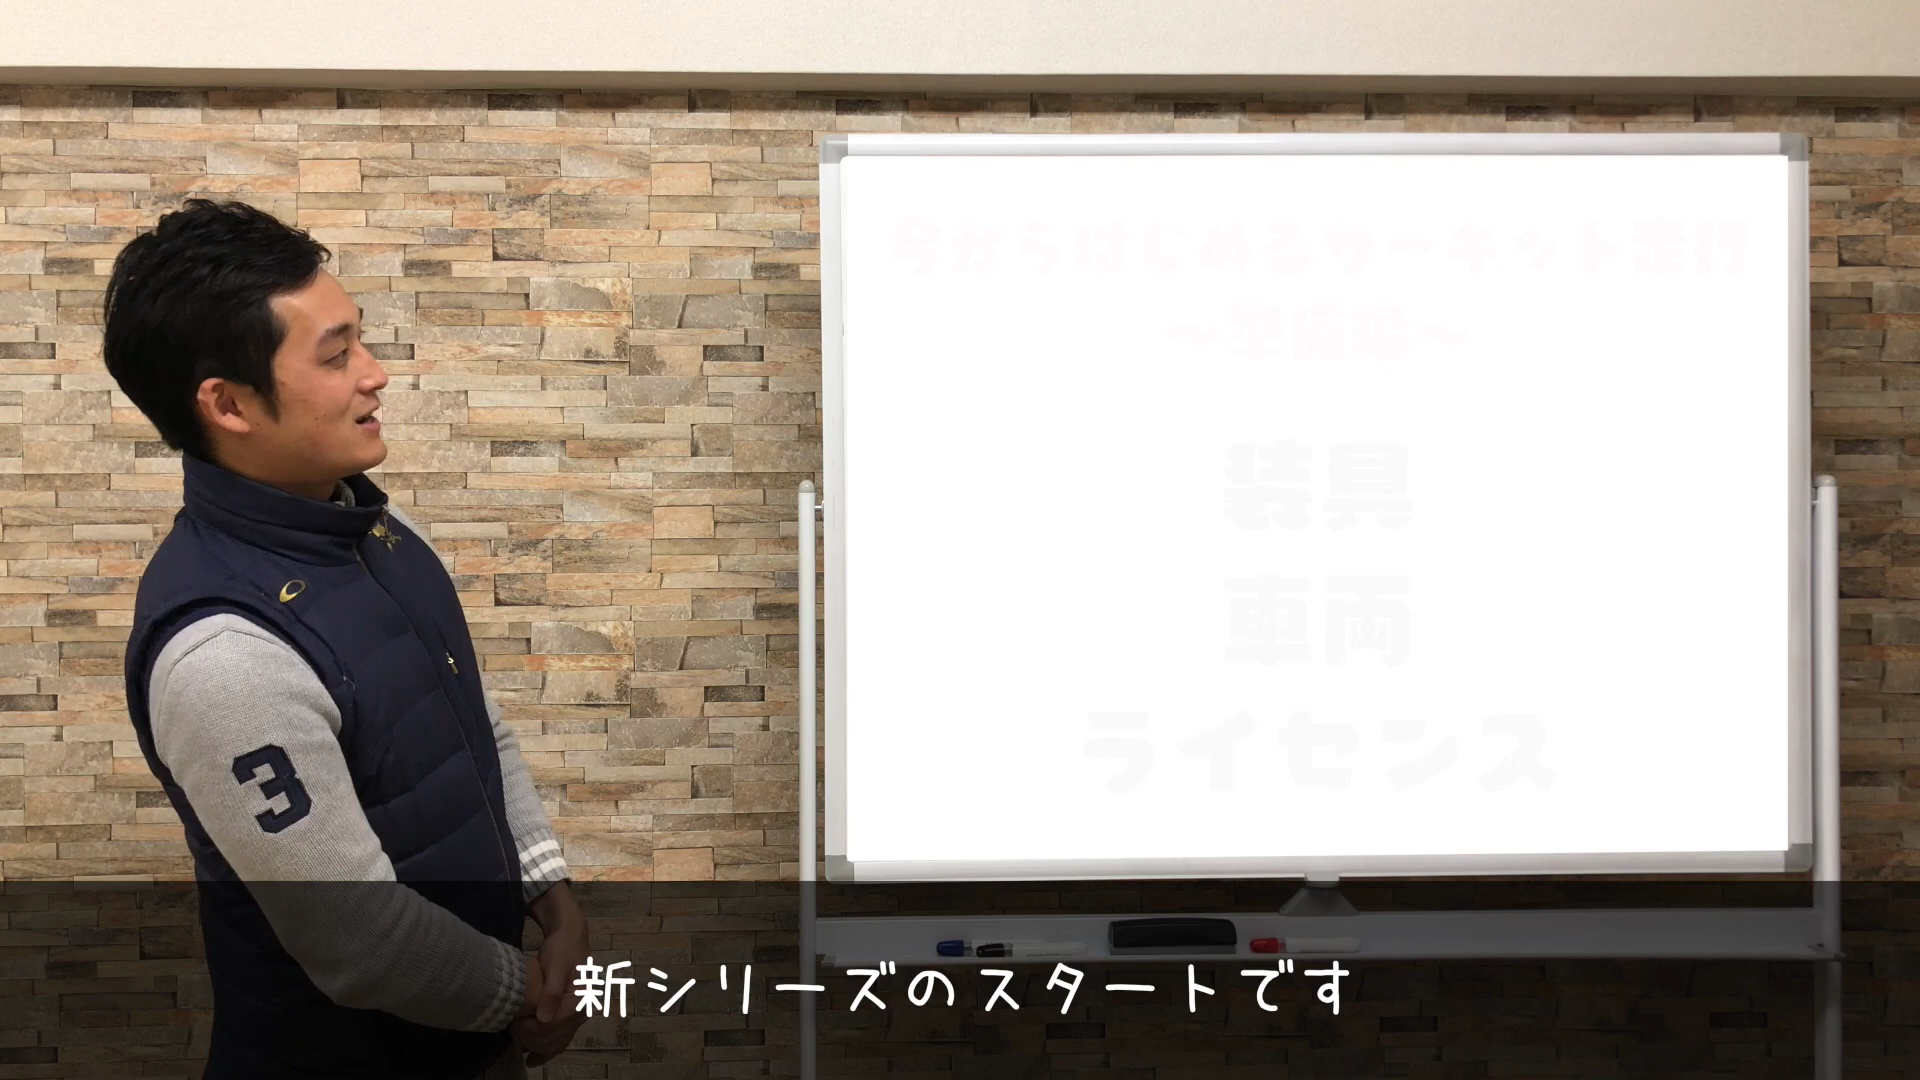 今からはじめるサーキット走行
～準備編～
装具
車両
ライセンス
3
新シリーズのスタートです